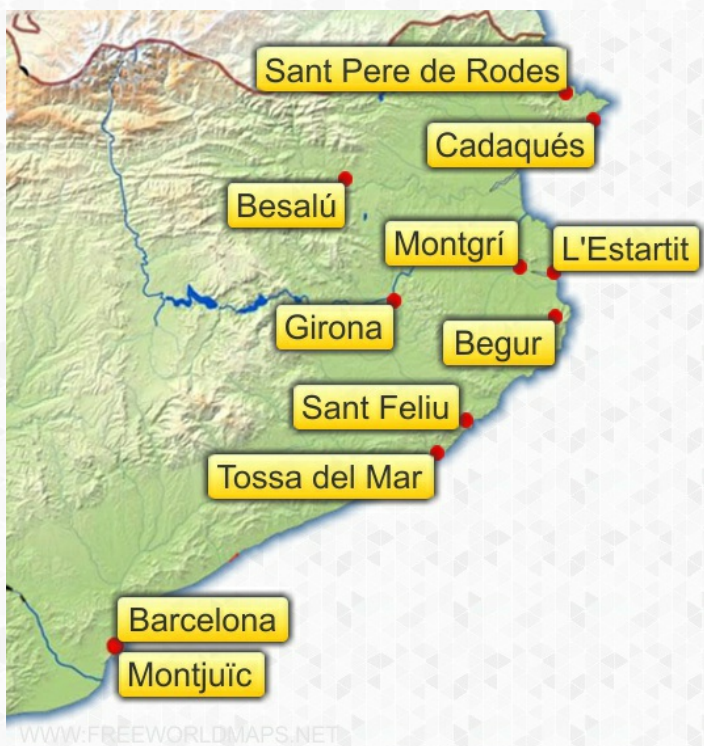 Sant Pere de Rodes
Cadaqués
Besalú
Montgrí
L'Estartit
Girona
Begur
Sant Feliu
Tossa del Mar
Barcelona
Montjuïc
WWW.FREEWORLDMAPS.NET